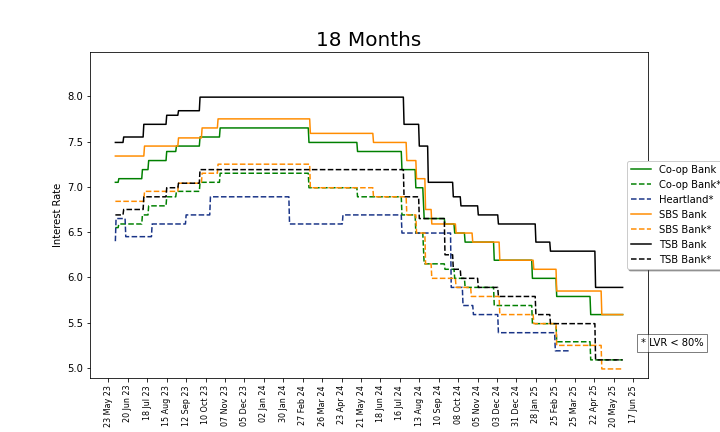 18 Months
Interest Rate
8.0
7.5
7.0
6.5
6.0
5.5
5.0
23 May 23
20 Jun 23
18 Jul 23
15 Aug 23
12 Sep 23
10 Oct 23
07 Nov 23
05 Dec 23
02 Jan 24
30 Jan 24
27 Feb 24
26 Mar 24
23 Apr 24
21 May 24
18 Jun 24
16 Jul 24
13 Aug 24
10 Sep 24
08 Oct 24
05 Nov 24
03 Dec 24
31 Dec 24
28 Jan 25
25 Feb 25
25 Mar 25
22 Apr 25
20 May 25
17 Jun 25
Co-op Bank
Co-op Bank*
Heartland*
SBS Bank
SBS Bank*
TSB Bank
TSB Bank*
* LVR < 80%